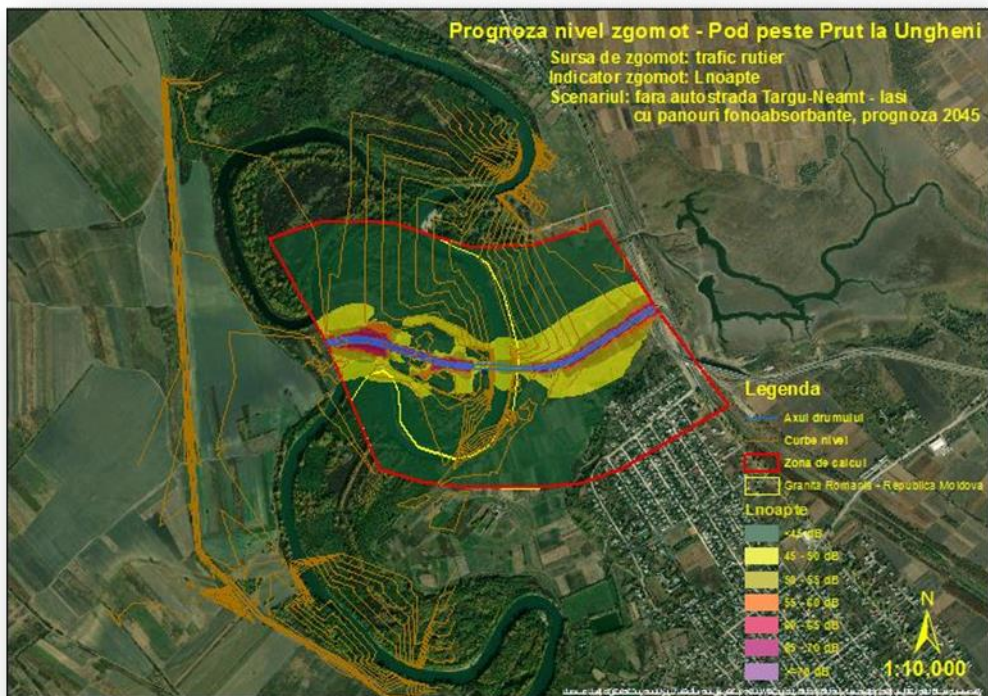 Prognoza nivel zgomot - Pod peste Prut la Ungheni
Sursa de zgomot: trafic rutier
Indicator zgomot: Lnoapte
Scenariul: fara autostrada Targu-Neamt - Iasi
cu panouri fonoabsorbante, prognoza 2045
Legenda
Axul drumului
Curbe nivel
Zona de calcul
Granita Romania - Republica Moldova
Lnoapte
<45 dB
45 - 50 dB
50 - 55 dB
55 - 60 dB
60 - 65 dB
65 - 70 dB
>=70 dB
N
1:10.000